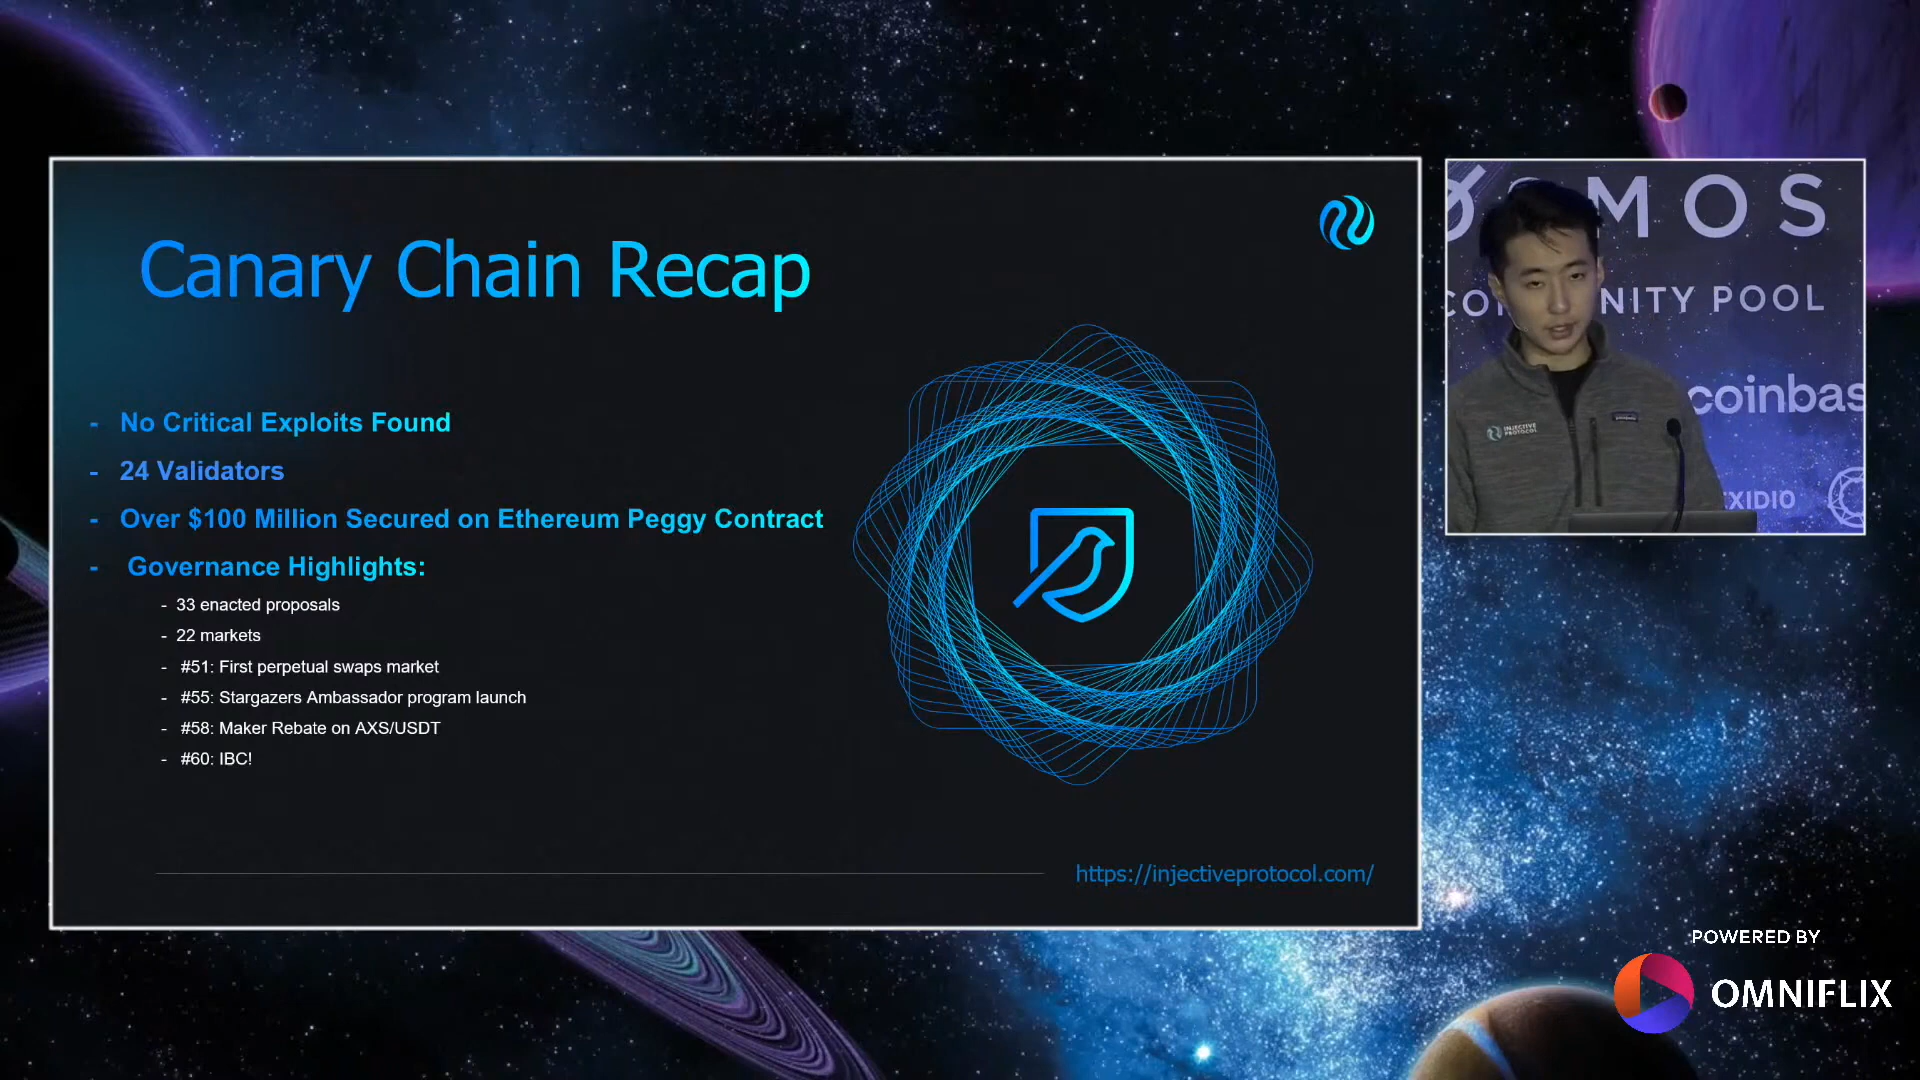 Canary Chain Recap
- No Critical Exploits Found
- 24 Validators
- Over $100 Million Secured on Ethereum Peggy Contract
- Governance Highlights:
- 33 enacted proposals
- 22 markets
- #51: First perpetual swaps market
- #55: Stargazers Ambassador program launch
- #58: Maker Rebate on AXS/USDT
- #60: IBC!
https://injectiveprotocol.com/
MOS
NITY POOL
coinbas
XIDIO
INJECTIVE
PROTOCOL
POWERED BY
OMNIFLIX